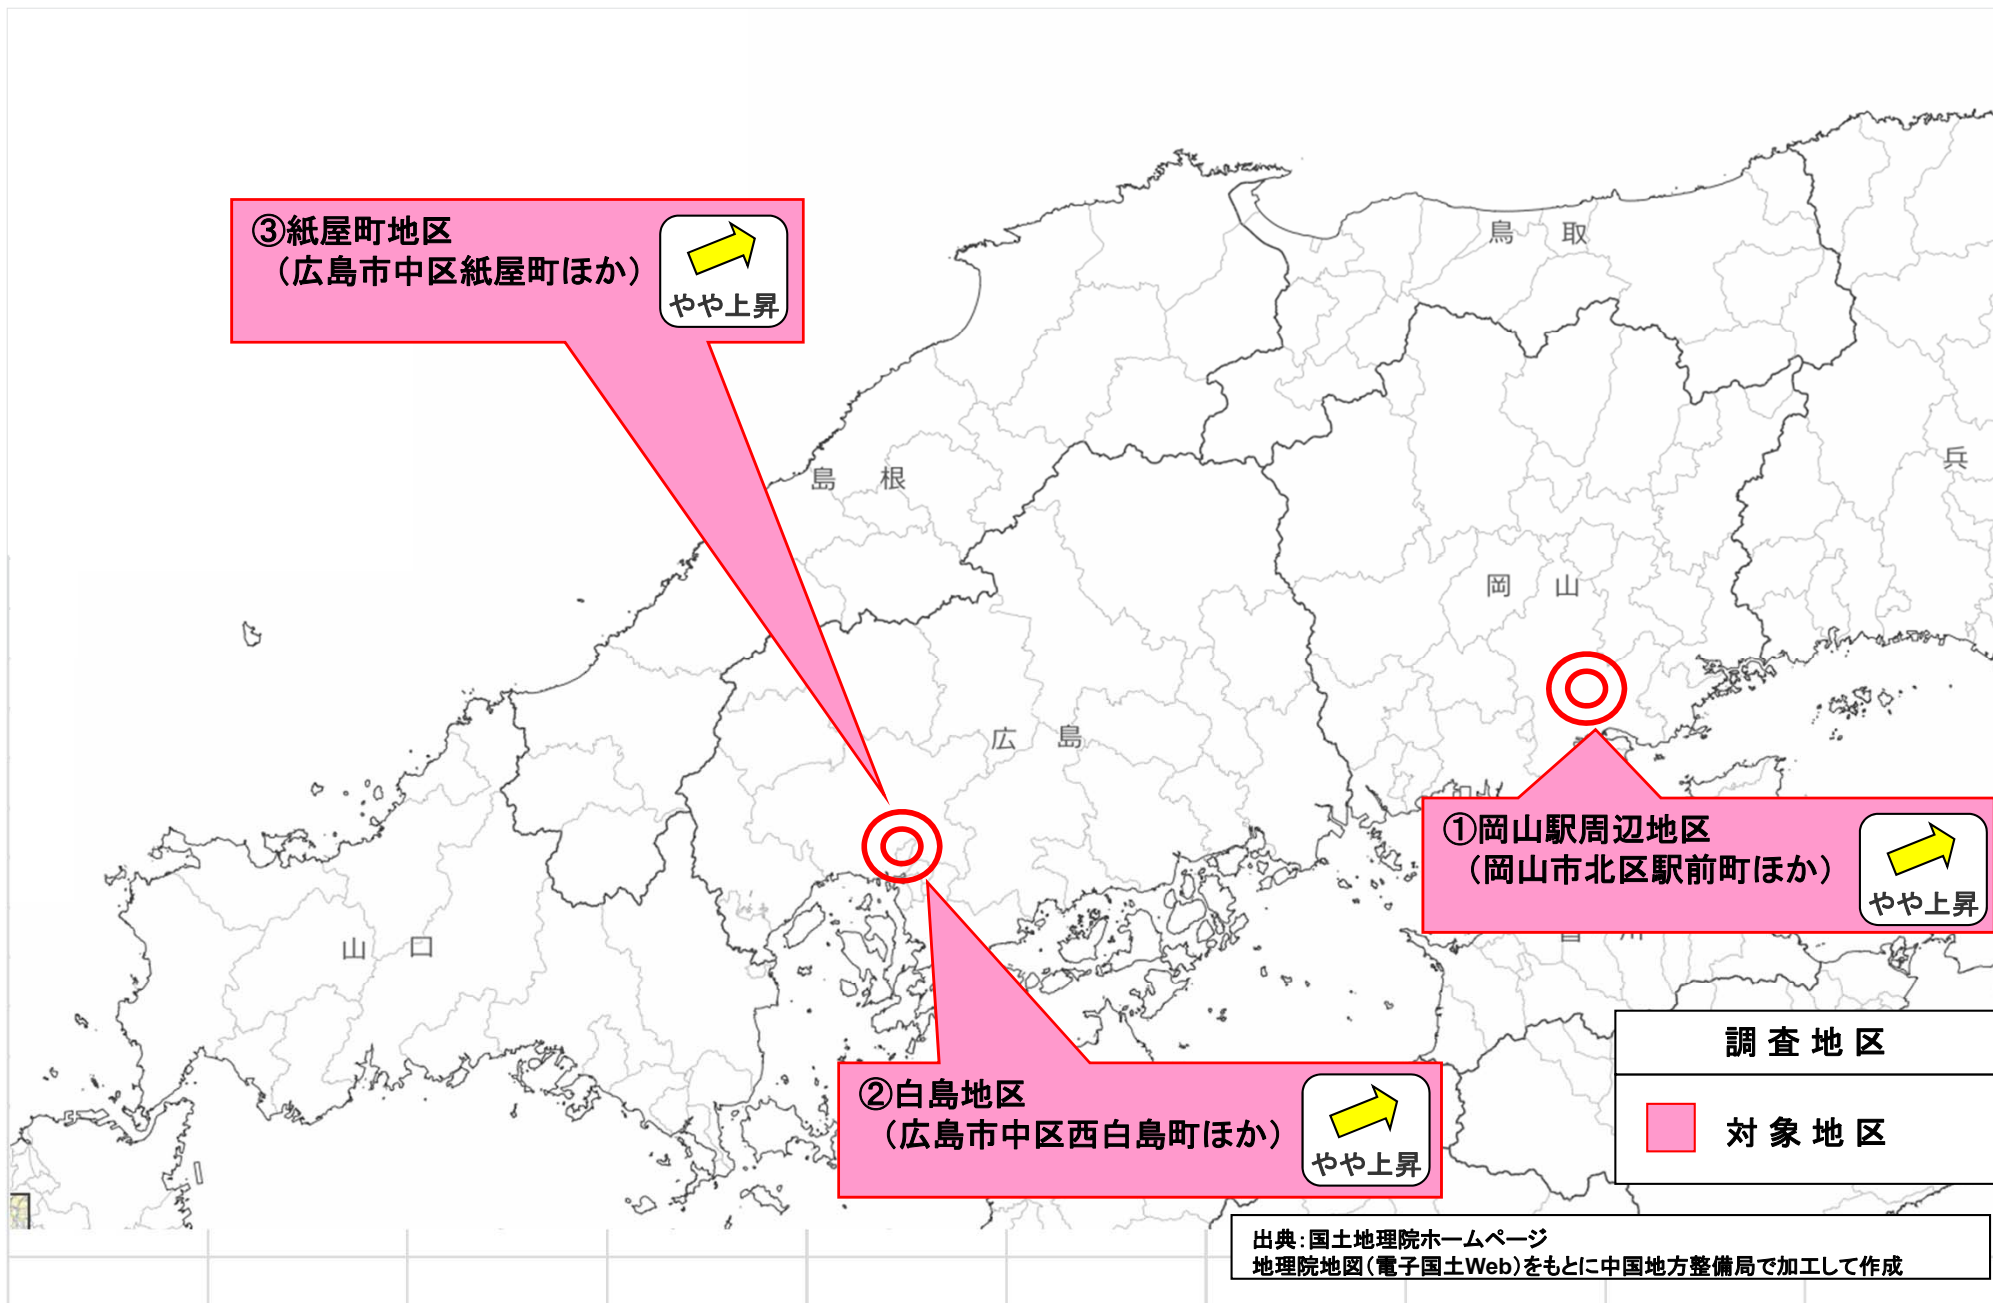 ③紙屋町地区
（広島市中区紙屋町ほか）
やや上昇
鳥 取
島 根
兵
岡 山
広 島
①岡山駅周辺地区
（岡山市北区駅前町ほか）
やや上昇
山 口
調査地区
②白島地区
（広島市中区西白島町ほか）
やや上昇
対象地区
出典：国土地理院ホームページ
地理院地図（電子国土Web）をもとに中国地方整備局で加工して作成